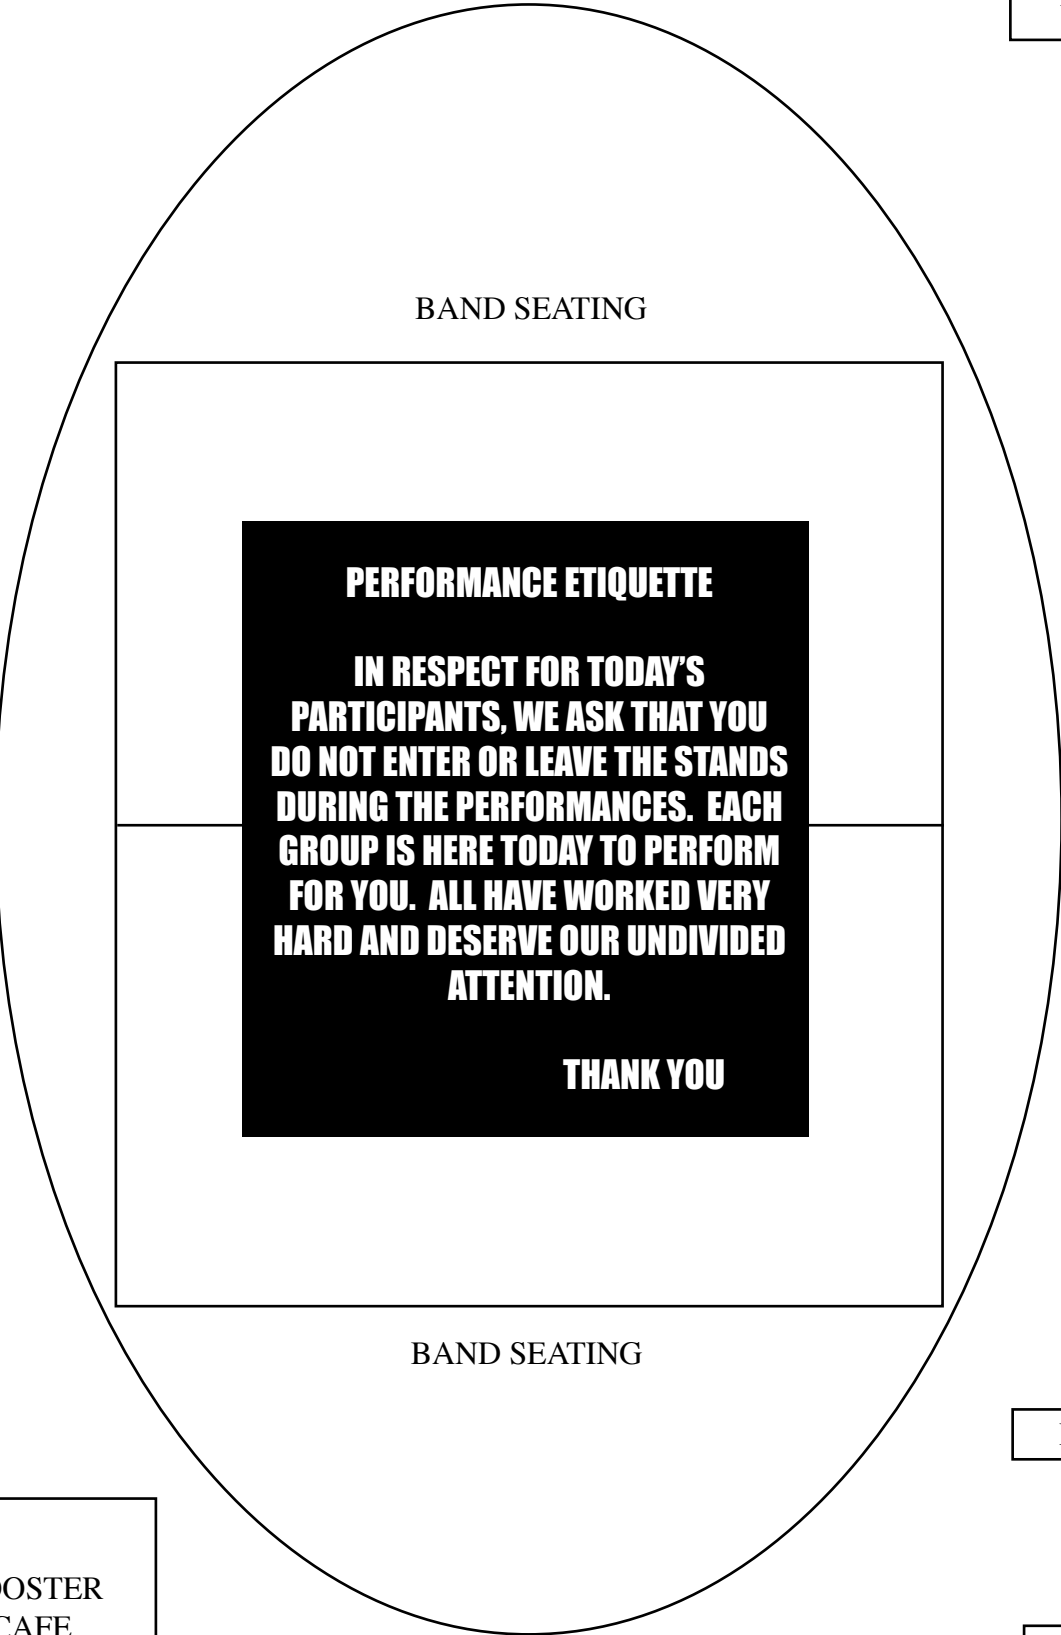 BAND SEATING
PERFORMANCE ETIQUETTE
IN RESPECT FOR TODAY’S
PARTICIPANTS, WE ASK THAT YOU
DO NOT ENTER OR LEAVE THE STANDS
DURING THE PERFORMANCES.  EACH
GROUP IS HERE TODAY TO PERFORM
FOR YOU.  ALL HAVE WORKED VERY
HARD AND DESERVE OUR UNDIVIDED
ATTENTION.
THANK YOU
BAND SEATING
CAFE